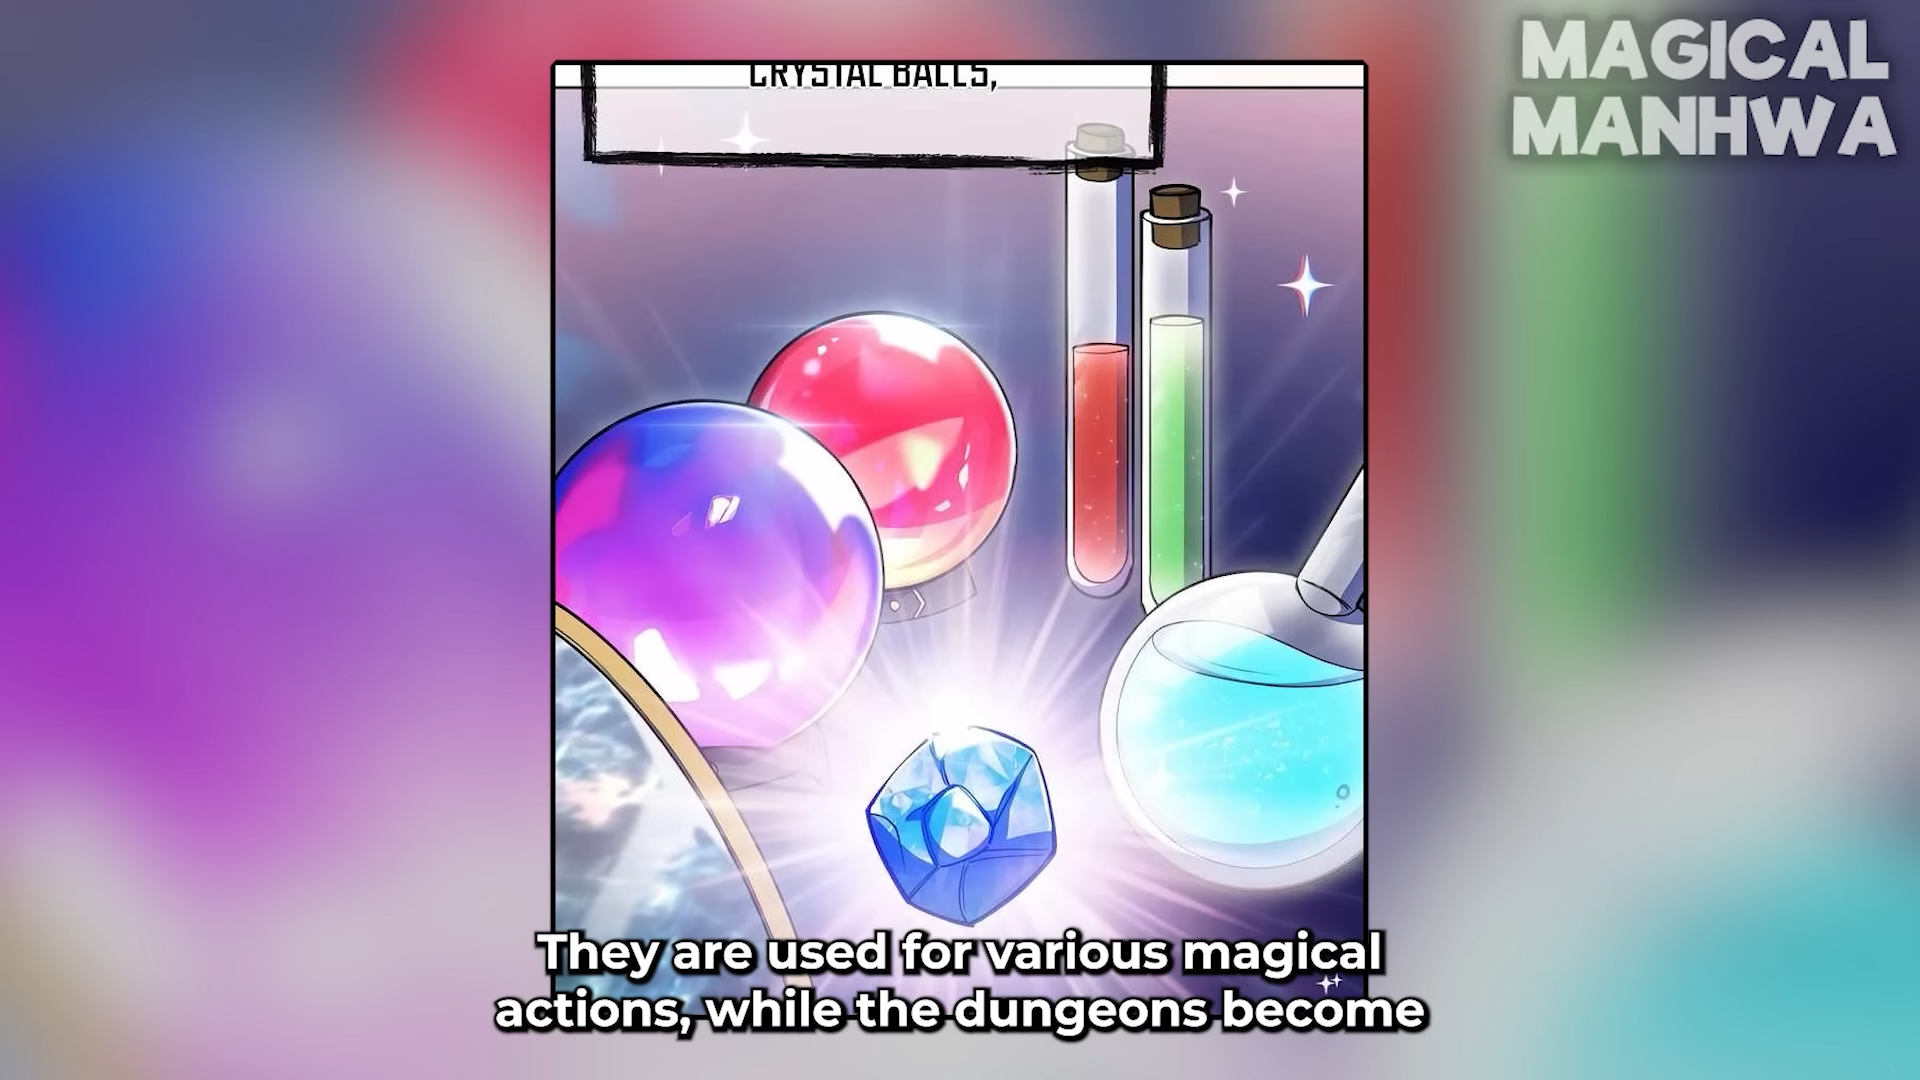 MAGICAL
MANHWA
CRYSTAL BALLS,
They are used for various magical
actions, while the dungeons become